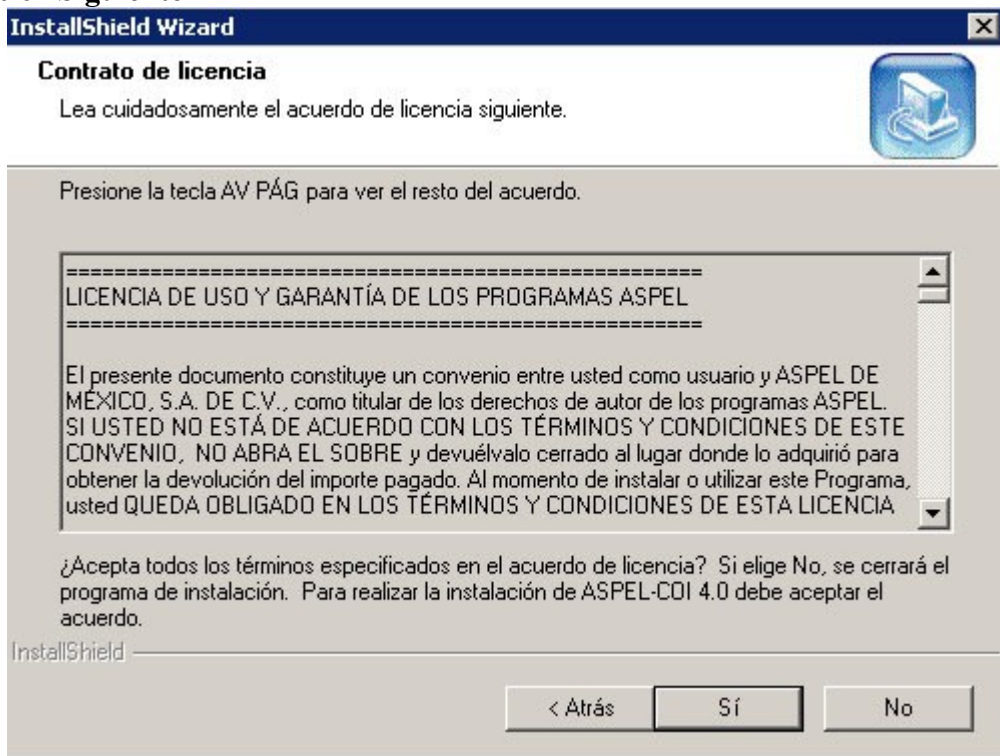 InstallShield Wizard
Contrato de licencia
Lea cuidadosamente el acuerdo de licencia siguiente.
Presione la tecla AV PÁG para ver el resto del acuerdo.
=====================================================
LICENCIA DE USO Y GARANTÍA DE LOS PROGRAMAS ASPEL
=====================================================
El presente documento constituye un convenio entre usted como usuario y ASPEL DE
MÉXICO, S.A. DE C.V., como titular de los derechos de autor de los programas ASPEL.
SI USTED NO ESTÁ DE ACUERDO CON LOS TÉRMINOS Y CONDICIONES DE ESTE
CONVENIO, NO ABRA EL SOBRE y devuélvalo cerrado al lugar donde lo adquirió para
obtener la devolución del importe pagado. Al momento de instalar o utilizar este Programa,
usted QUEDA OBLIGADO EN LOS TÉRMINOS Y CONDICIONES DE ESTA LICENCIA
¿Acepta todos los términos especificados en el acuerdo de licencia? Si elige No, se cerrará el
programa de instalación. Para realizar la instalación de ASPEL-COI 4.0 debe aceptar el
acuerdo.
InstallShield
< Atrás
Sí
No